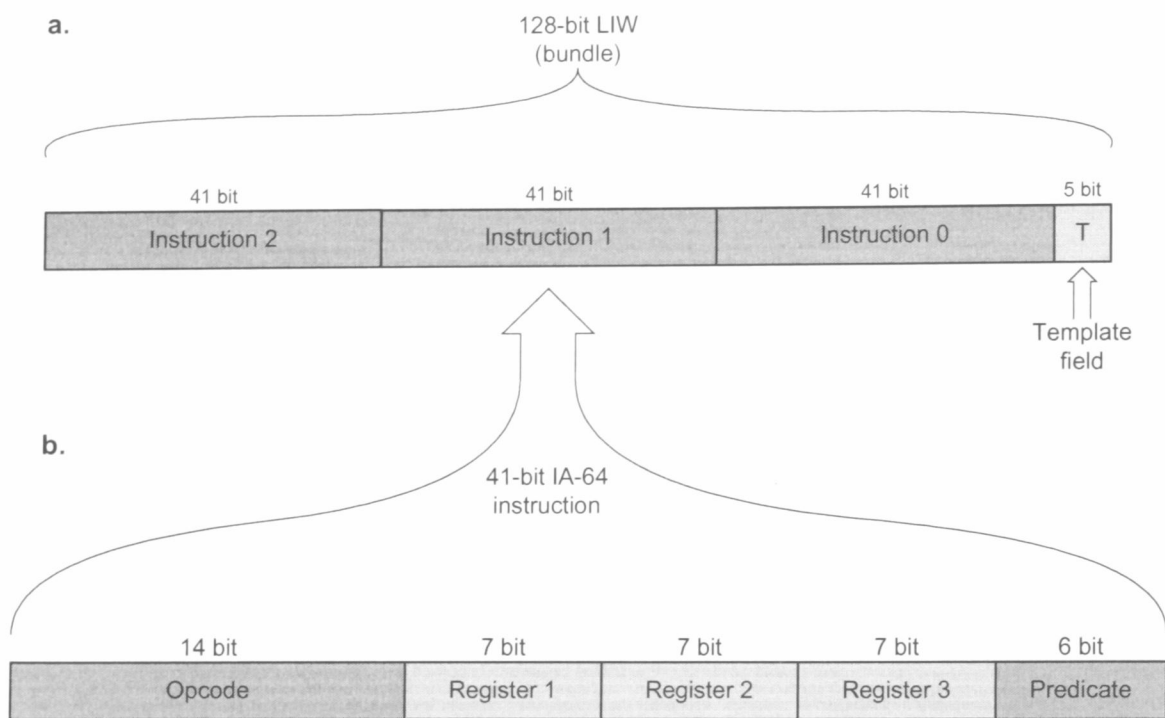 a.
128-bit LIW
(bundle)
41 bit
41 bit
41 bit
5 bit
Instruction 2
Instruction 1
Instruction 0
T
Template
field
b.
41-bit IA-64
instruction
14 bit
7 bit
7 bit
7 bit
6 bit
Opcode
Register 1
Register 2
Register 3
Predicate